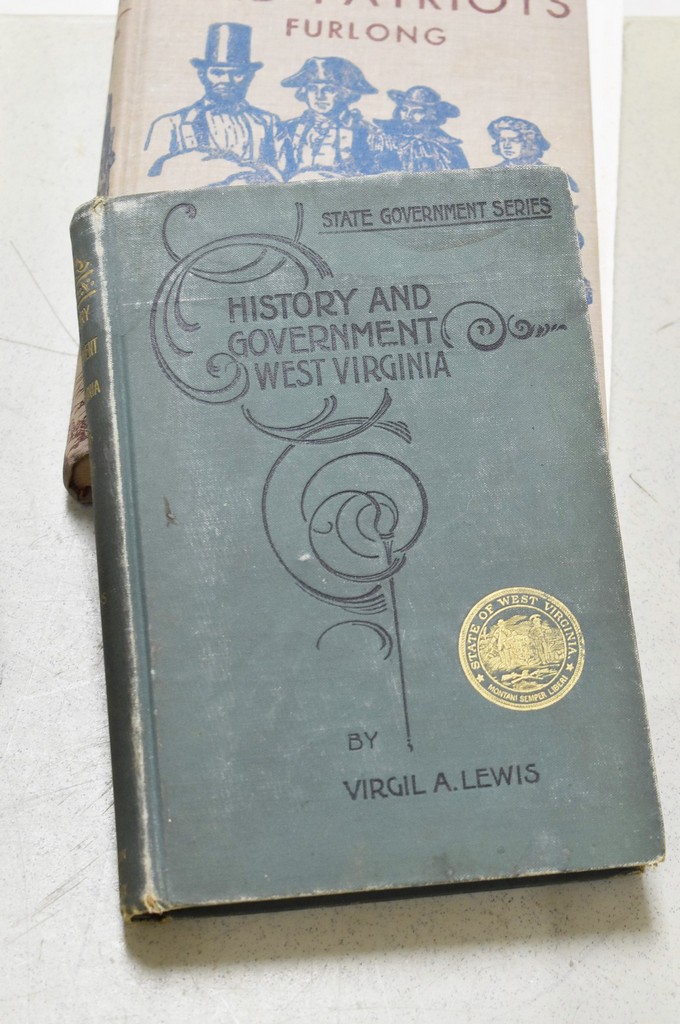 PATRIOTS
FURLONG
STATE GOVERNMENT SERIES
HISTORY AND
GOVERNMENT
WEST VIRGINIA
STATE OF WEST VIRGINIA
MONTANI SEMPER LIBERI
BY
VIRGIL A. LEWIS